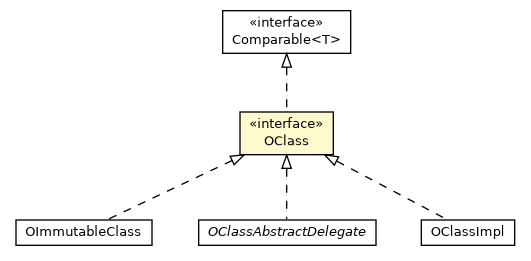 «interface»
Comparable<T>
«interface»
OClass
OImmutableClass
OClassAbstractDelegate
OClassImpl